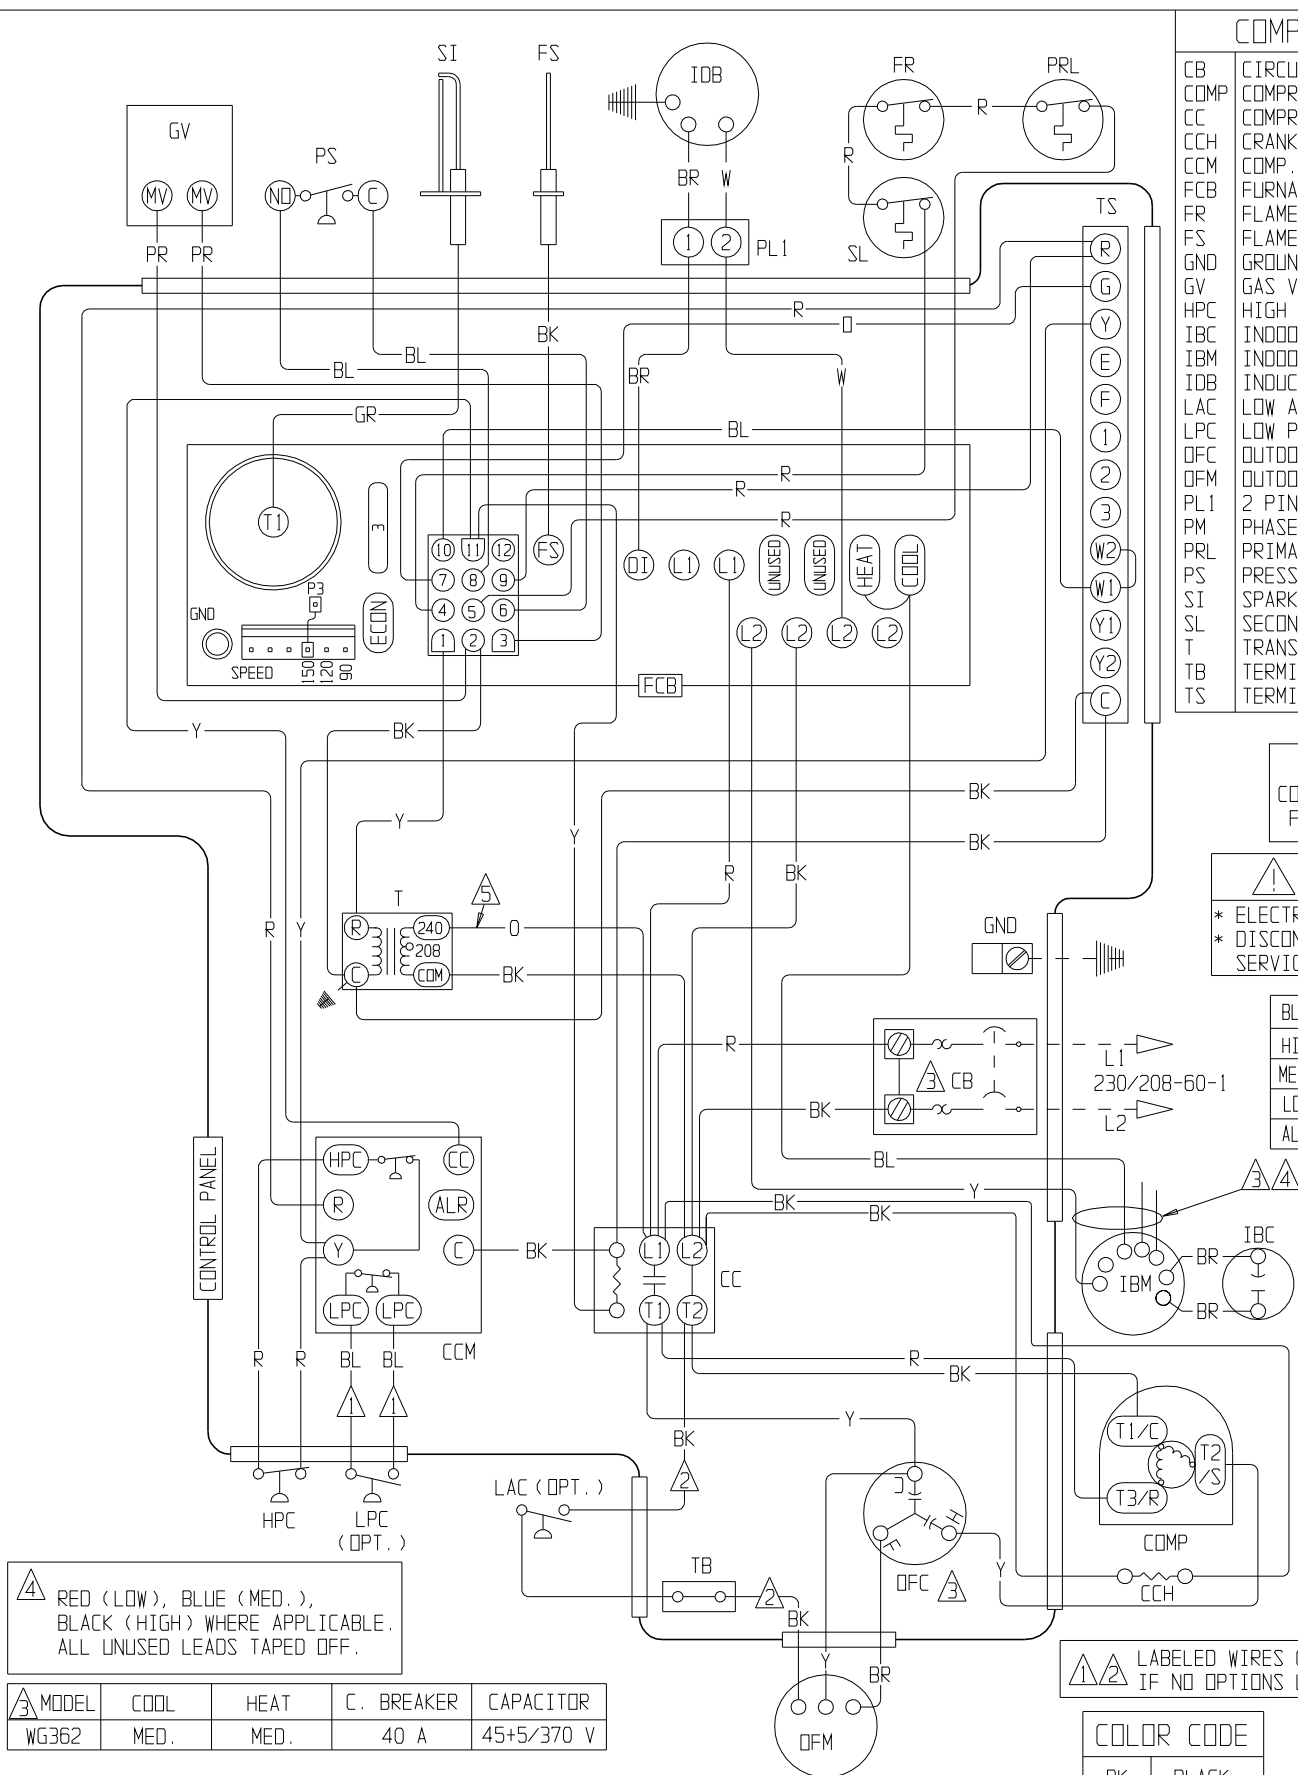 SI
FS
IDB
FR
PRL
GV
PS
MV
MV
NO
C
PR
PR
BR
W
R
R
SL
1
2
PL1
TS
R
G
Y
E
F
1
2
3
W2
W1
Y1
Y2
C
COMP
CB CIRCU
COMP COMPR
CC COMPR
CCH CRANK
CCM COMP.
FCB FURNA
FR FLAME
FS FLAME
GND GROUN
GV GAS V
HPC HIGH
IBC INDOO
IBM INDOO
IDB INDUC
LAC LOW A
LPC LOW P
OFC OUTDO
OFM OUTDO
PL1 2 PIN
PM PHASE
PRL PRIMA
PS PRESS
SI SPARK
SL SECON
T TRANS
TB TERMI
TS TERMI
R
O
BK
BL
BL
BR
W
GR
BL
R
R
R
T1
3
P3
GND
ECON
SPEED
150
120
90
10
11
12
7
8
9
4
5
6
1
2
3
FS
DI
L1
L1
UNUSED
UNUSED
HEAT
COOL
L2
L2
L2
L2
FCB
Y
BK
BK
Y
Y
BK
R
BK
CO
F
!
* ELECTR
* DISCON
SERVIC
T
5
R
240
208
C
COM
O
BK
R
Y
GND
R
3 CB
BK
L1
230/208-60-1
L2
BL
HI
ME
LO
AL
CONTROL PANEL
HPC
CC
R
ALR
Y
C
LPC
LPC
CCM
BK
L1
L2
T1
T2
CC
BL
Y
BK
BK
3
4
IBM
BR
BR
IBC
R
R
BL
BL
1
1
R
BK
Y
BK
2
HPC
LPC
(OPT.)
LAC (OPT.)
TB
2
BK
C
F
H
OFC 3
Y
T1/C
T2
/S
T3/R
COMP
CCH
Y
BR
OFM
4
RED (LOW), BLUE (MED.),
BLACK (HIGH) WHERE APPLICABLE.
ALL UNUSED LEADS TAPED OFF.
3 MODEL COOL HEAT C. BREAKER CAPACITOR
WG362 MED. MED. 40 A 45+5/370 V
1 2 LABELED WIRES
IF NO OPTIONS
COLOR CODE
BK BLACK